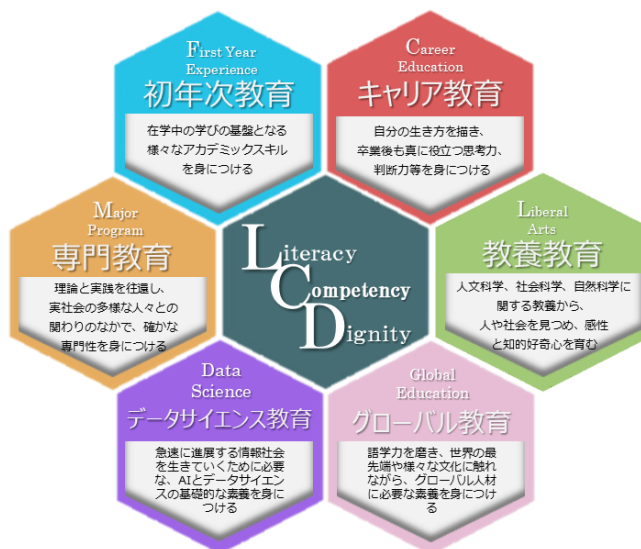 First Year
Experience
初年次教育
在学中の学びの基盤となる
様々なアカデミックスキル
を身につける
Career
Education
キャリア教育
自分の生き方を描き、
卒業後も真に役立つ思考力、
判断力等を身につける
Major
Program
専門教育
理論と実践を往還し、
実社会の多様な人々との
関わりのなかで、確かな
専門性を身につける
Literacy
Competency
Dignity
Liberal
Arts
教養教育
人文科学、社会科学、自然科学に
関する教養から、
人や社会を見つめ、感性
と知的好奇心を育む
Data
Science
データサイエンス教育
急速に進展する情報社会
を生きていくために必要
な、AIとデータサイエン
スの基礎的な素養を身に
つける
Global
Education
グローバル教育
語学力を磨き、世界の最
先端や様々な文化に触れ
ながら、グローバル人材
に必要な素養を身につけ
る